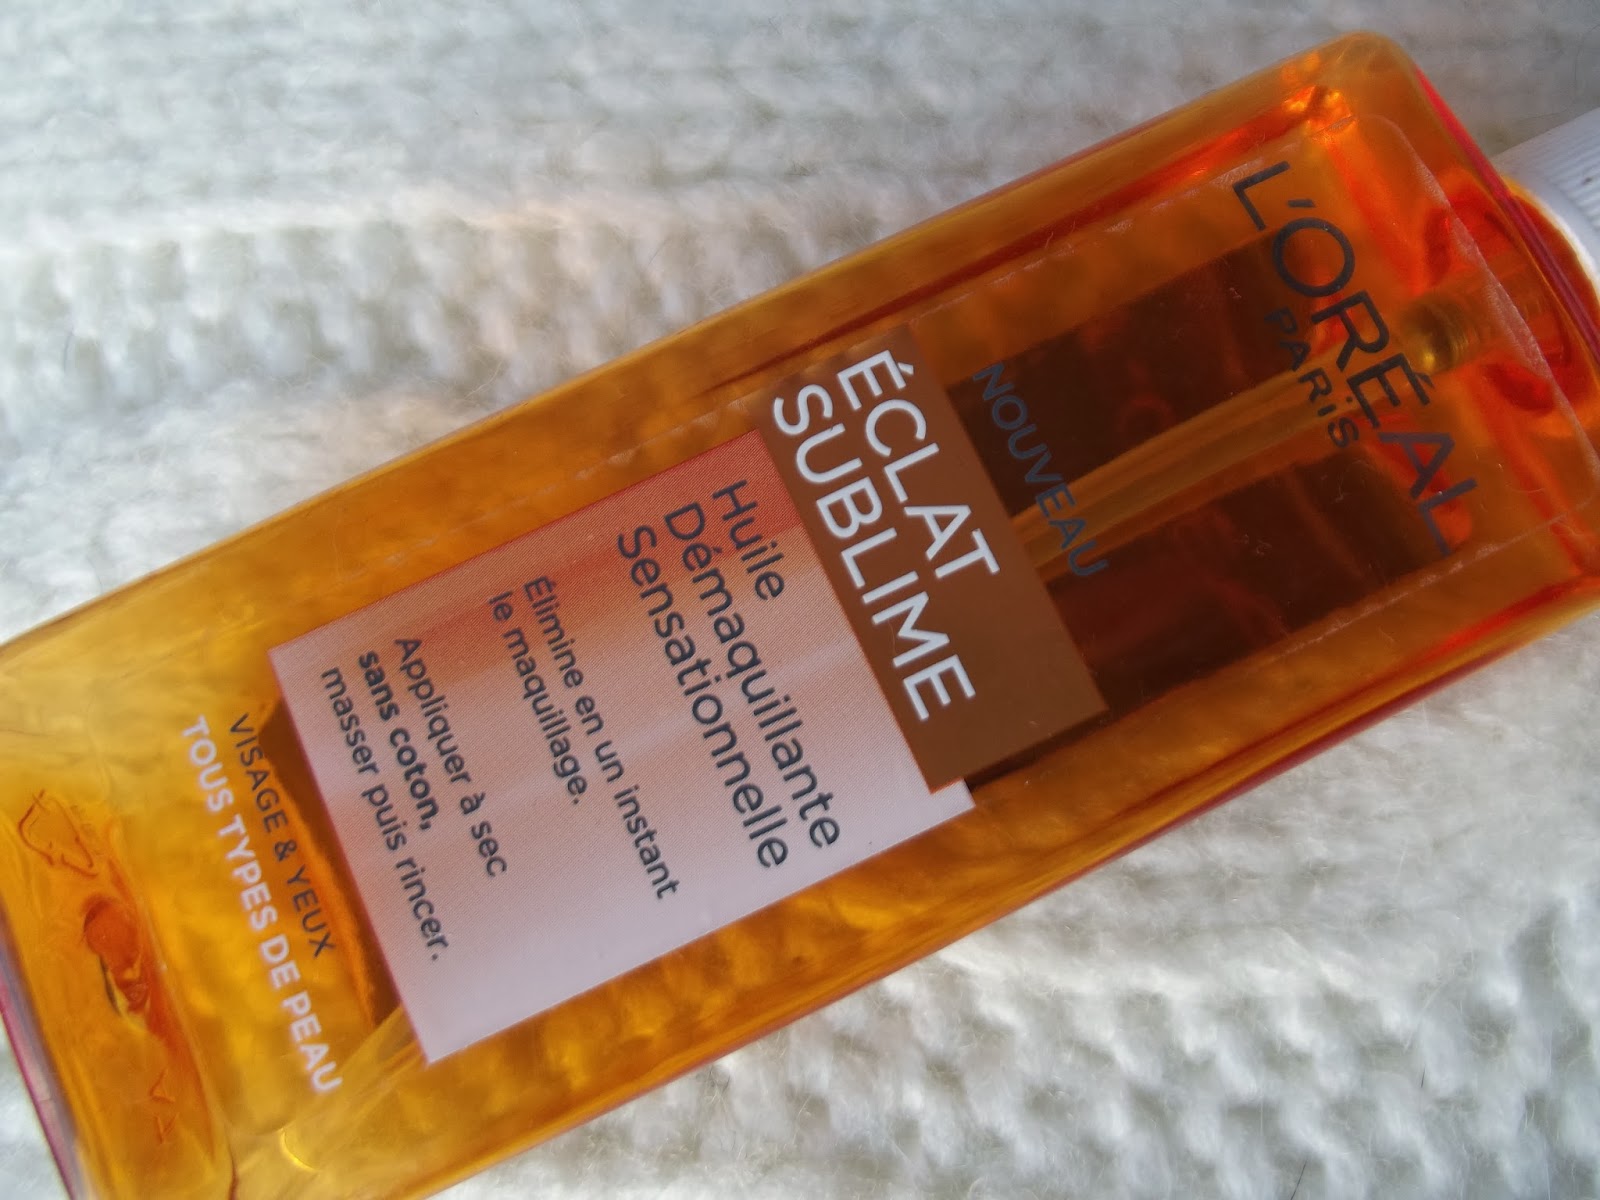 L'ORÉAL
PARIS
NOUVEAU
ÉCLAT
SUBLIME
Huile
Démaquillante
Sensationnelle
Élimine en un instant
le maquillage.
Appliquer à sec
sans coton,
masser puis rincer.
VISAGE & YEUX
TOUS TYPES DE PEAU